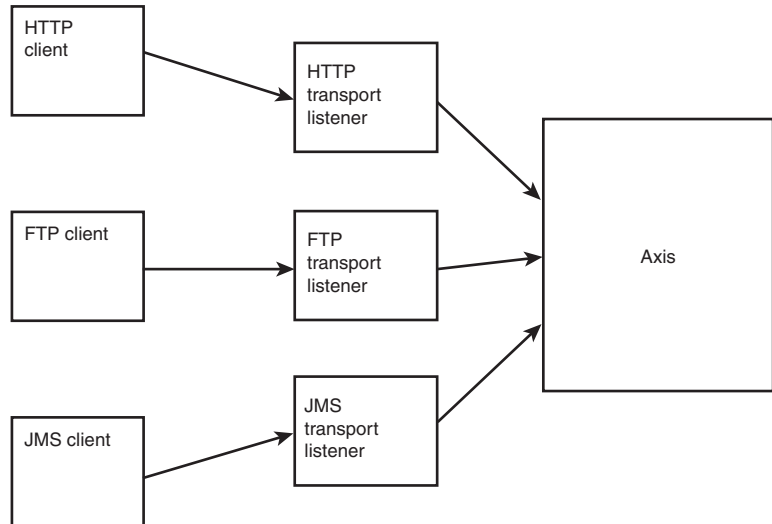 HTTP
client
HTTP
transport
listener
FTP client
FTP
transport
listener
Axis
JMS client
JMS
transport
listener